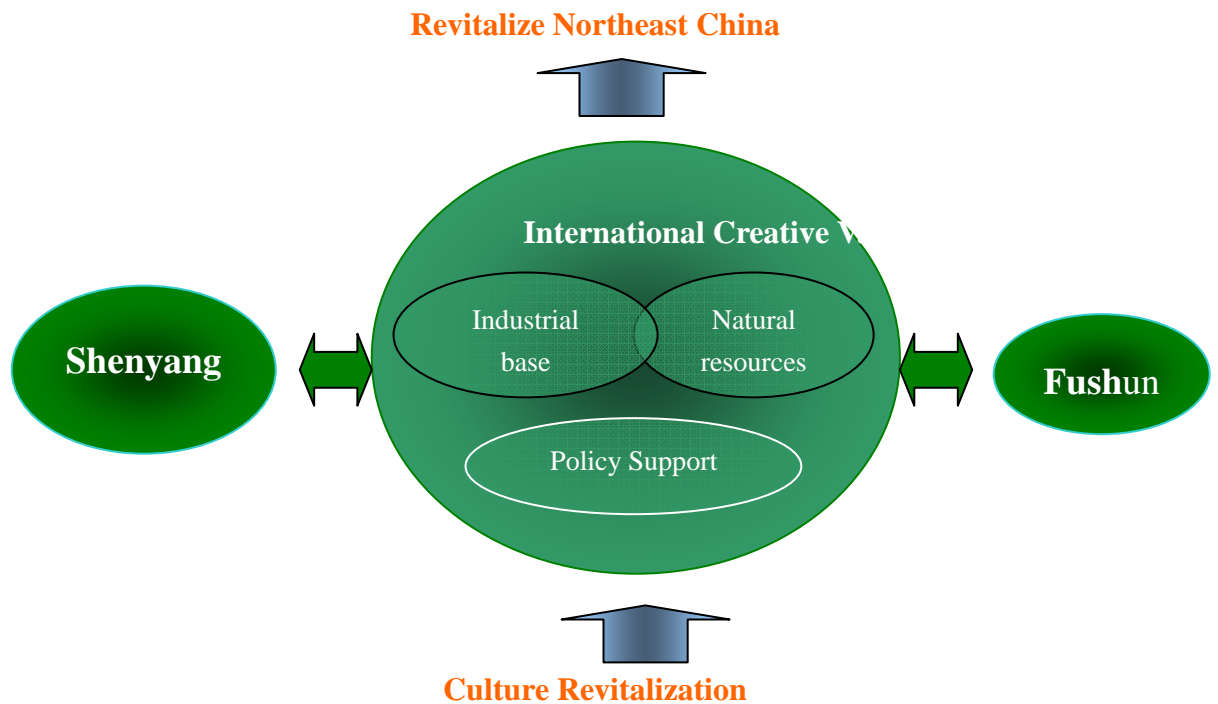 Revitalize Northeast China
International Creative
Industrial
base
Natural
resources
Shenyang
Fushun
Policy Support
Culture Revitalization